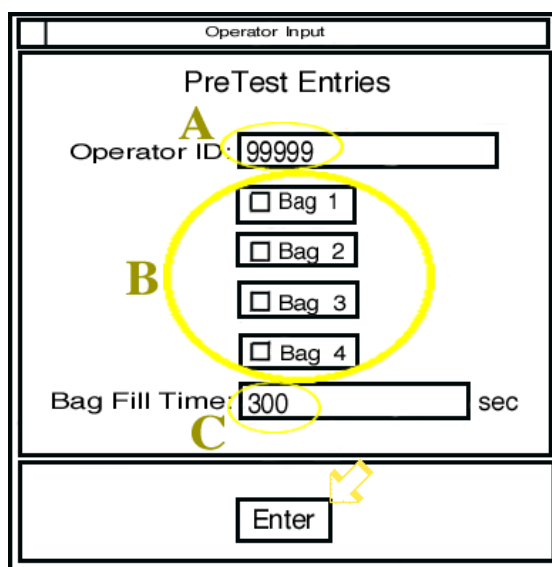 Operator Input
PreTest Entries
A
Operator ID: 99999
Bag 1
Bag 2
B
Bag 3
Bag 4
Bag Fill Time: 300 sec
C
Enter